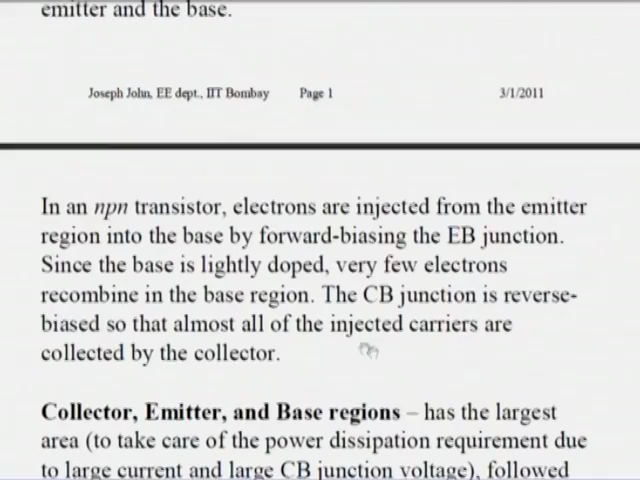 emitter and the base.
Joseph John, EE dept., IIT Bombay Page 1 3/1/2011
In an npn transistor, electrons are injected from the emitter
region into the base by forward-biasing the EB junction.
Since the base is lightly doped, very few electrons
recombine in the base region. The CB junction is reverse-
biased so that almost all of the injected carriers are
collected by the collector.
Collector, Emitter, and Base regions – has the largest
area (to take care of the power dissipation requirement due
to large current and large CB junction voltage), followed